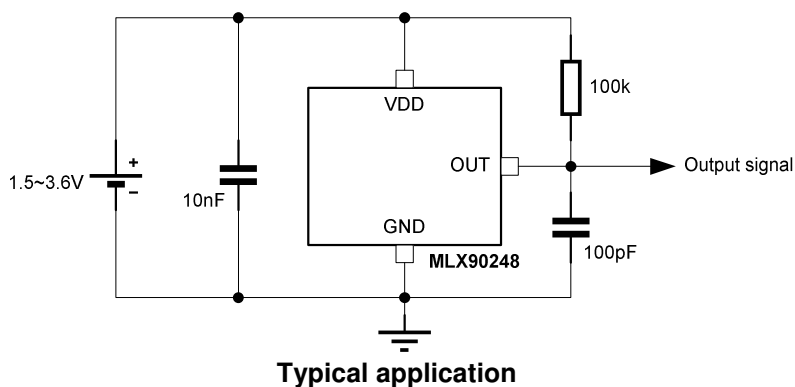 VDD
100k
OUT
Output signal
+
1.5~3.6V
−
10nF
GND
100pF
MLX90248
Typical application